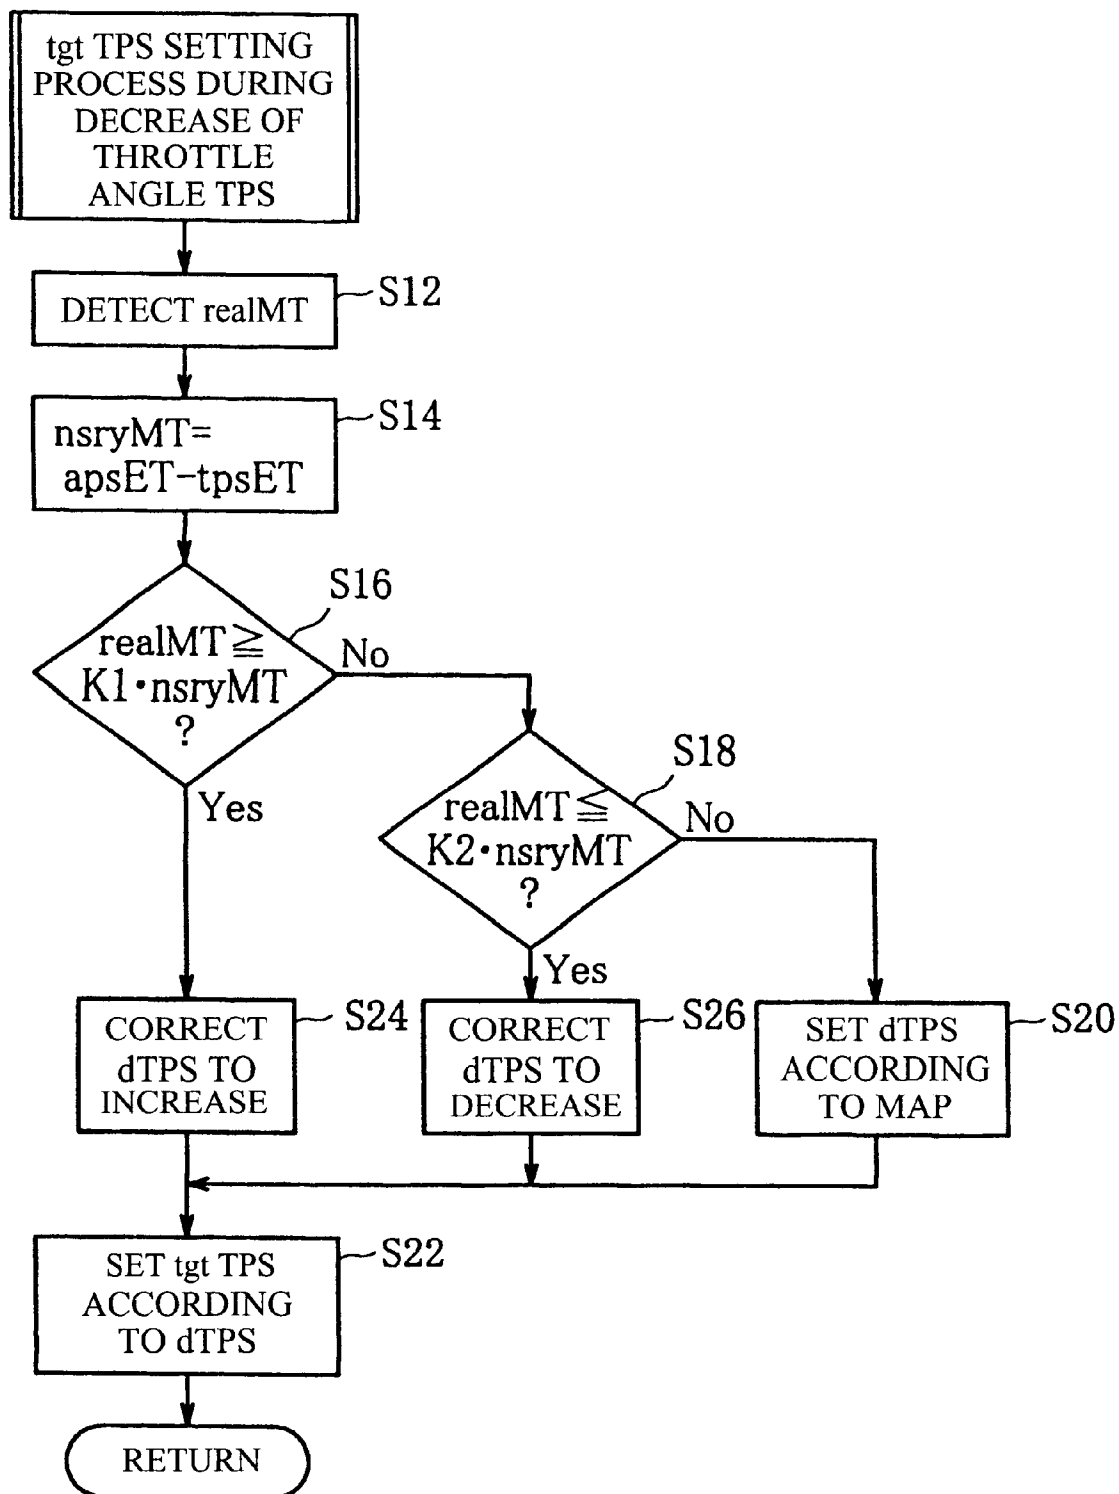 tgt TPS SETTING
PROCESS DURING
DECREASE OF
THROTTLE
ANGLE TPS
DETECT realMT
S12
nsryMT=
apsET-tpsET
S14
realMT≧
K1·nsryMT
?
S16
No
Yes
realMT≦
K2·nsryMT
?
S18
No
Yes
CORRECT
dTPS TO
INCREASE
S24
CORRECT
dTPS TO
DECREASE
S26
SET dTPS
ACCORDING
TO MAP
S20
SET tgt TPS
ACCORDING
TO dTPS
S22
RETURN